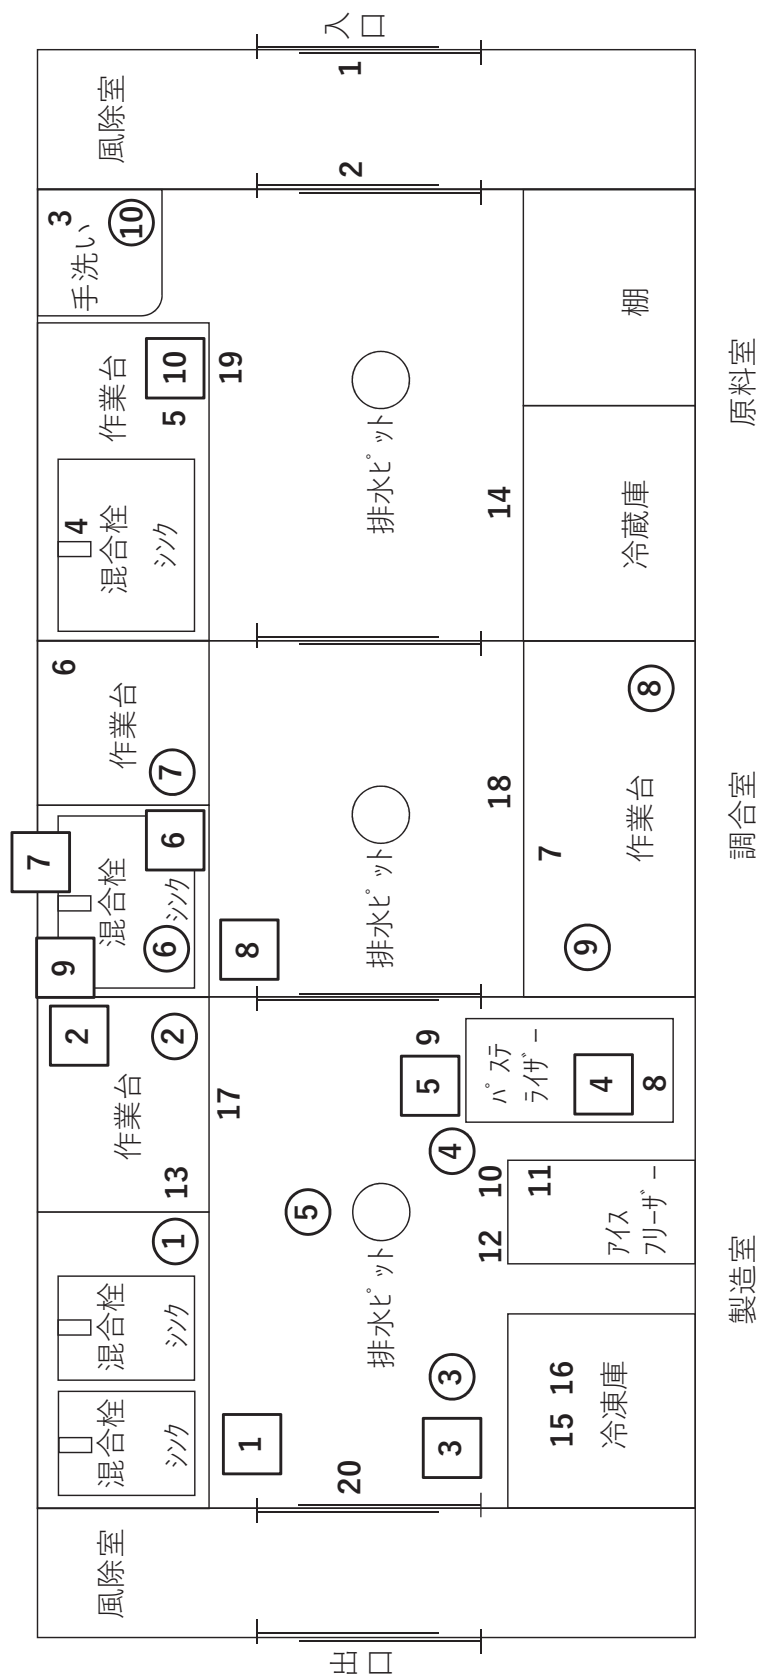 出口
風除室
混合栓
シンク
混合栓
シンク
①
作業台
13
2
②
1
17
20
排水ピット
⑤
3
③
12
10
④
5
9
15 16
冷凍庫
11
アイス
フリーザー
パステ
ライザー
4
8
製造室
9
7
混合栓
シンク
⑥
6
作業台
⑦
6
8
排水ピット
18
⑨
7
作業台
⑧
調合室
4
混合栓
シンク
作業台
5
10
3
手洗い
⑩
19
排水ピット
14
冷蔵庫
棚
原料室
風除室
2
1
入口